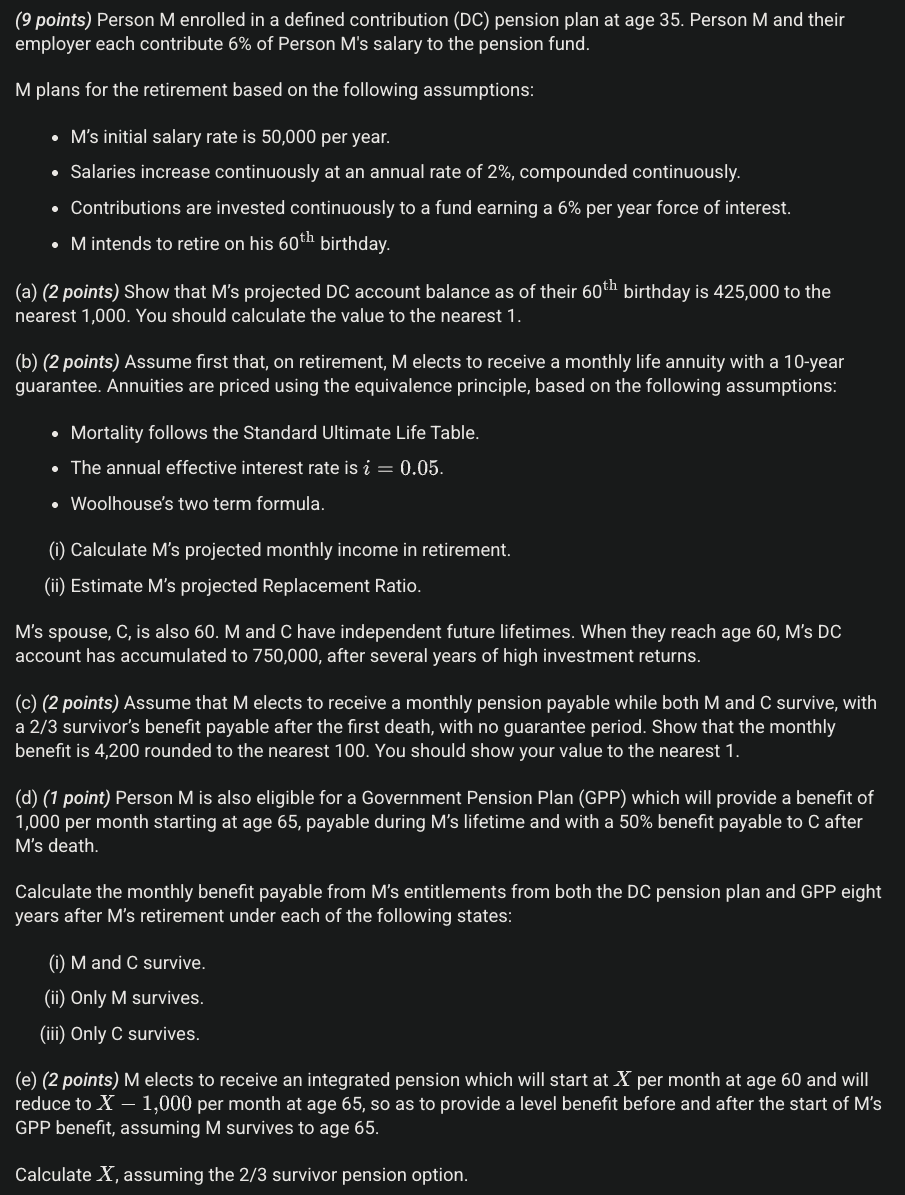 (9 points) Person M enrolled in a defined contribution (DC) pension plan at age 35. Person M and their
employer each contribute 6% of Person M's salary to the pension fund.
M plans for the retirement based on the following assumptions:
• M’s initial salary rate is 50,000 per year.
• Salaries increase continuously at an annual rate of 2%, compounded continuously.
• Contributions are invested continuously to a fund earning a 6% per year force of interest.
• M intends to retire on his 60th birthday.
(a) (2 points) Show that M’s projected DC account balance as of their 60th birthday is 425,000 to the
nearest 1,000. You should calculate the value to the nearest 1.
(b) (2 points) Assume first that, on retirement, M elects to receive a monthly life annuity with a 10-year
guarantee. Annuities are priced using the equivalence principle, based on the following assumptions:
• Mortality follows the Standard Ultimate Life Table.
• The annual effective interest rate is i = 0.05.
• Woolhouse’s two term formula.
(i) Calculate M’s projected monthly income in retirement.
(ii) Estimate M’s projected Replacement Ratio.
M’s spouse, C, is also 60. M and C have independent future lifetimes. When they reach age 60, M’s DC
account has accumulated to 750,000, after several years of high investment returns.
(c) (2 points) Assume that M elects to receive a monthly pension payable while both M and C survive, with
a 2/3 survivor’s benefit payable after the first death, with no guarantee period. Show that the monthly
benefit is 4,200 rounded to the nearest 100. You should show your value to the nearest 1.
(d) (1 point) Person M is also eligible for a Government Pension Plan (GPP) which will provide a benefit of
1,000 per month starting at age 65, payable during M’s lifetime and with a 50% benefit payable to C after
M’s death.
Calculate the monthly benefit payable from M’s entitlements from both the DC pension plan and GPP eight
years after M’s retirement under each of the following states:
(i) M and C survive.
(ii) Only M survives.
(iii) Only C survives.
(e) (2 points) M elects to receive an integrated pension which will start at X per month at age 60 and will
reduce to X − 1,000 per month at age 65, so as to provide a level benefit before and after the start of M’s
GPP benefit, assuming M survives to age 65.
Calculate X, assuming the 2/3 survivor pension option.